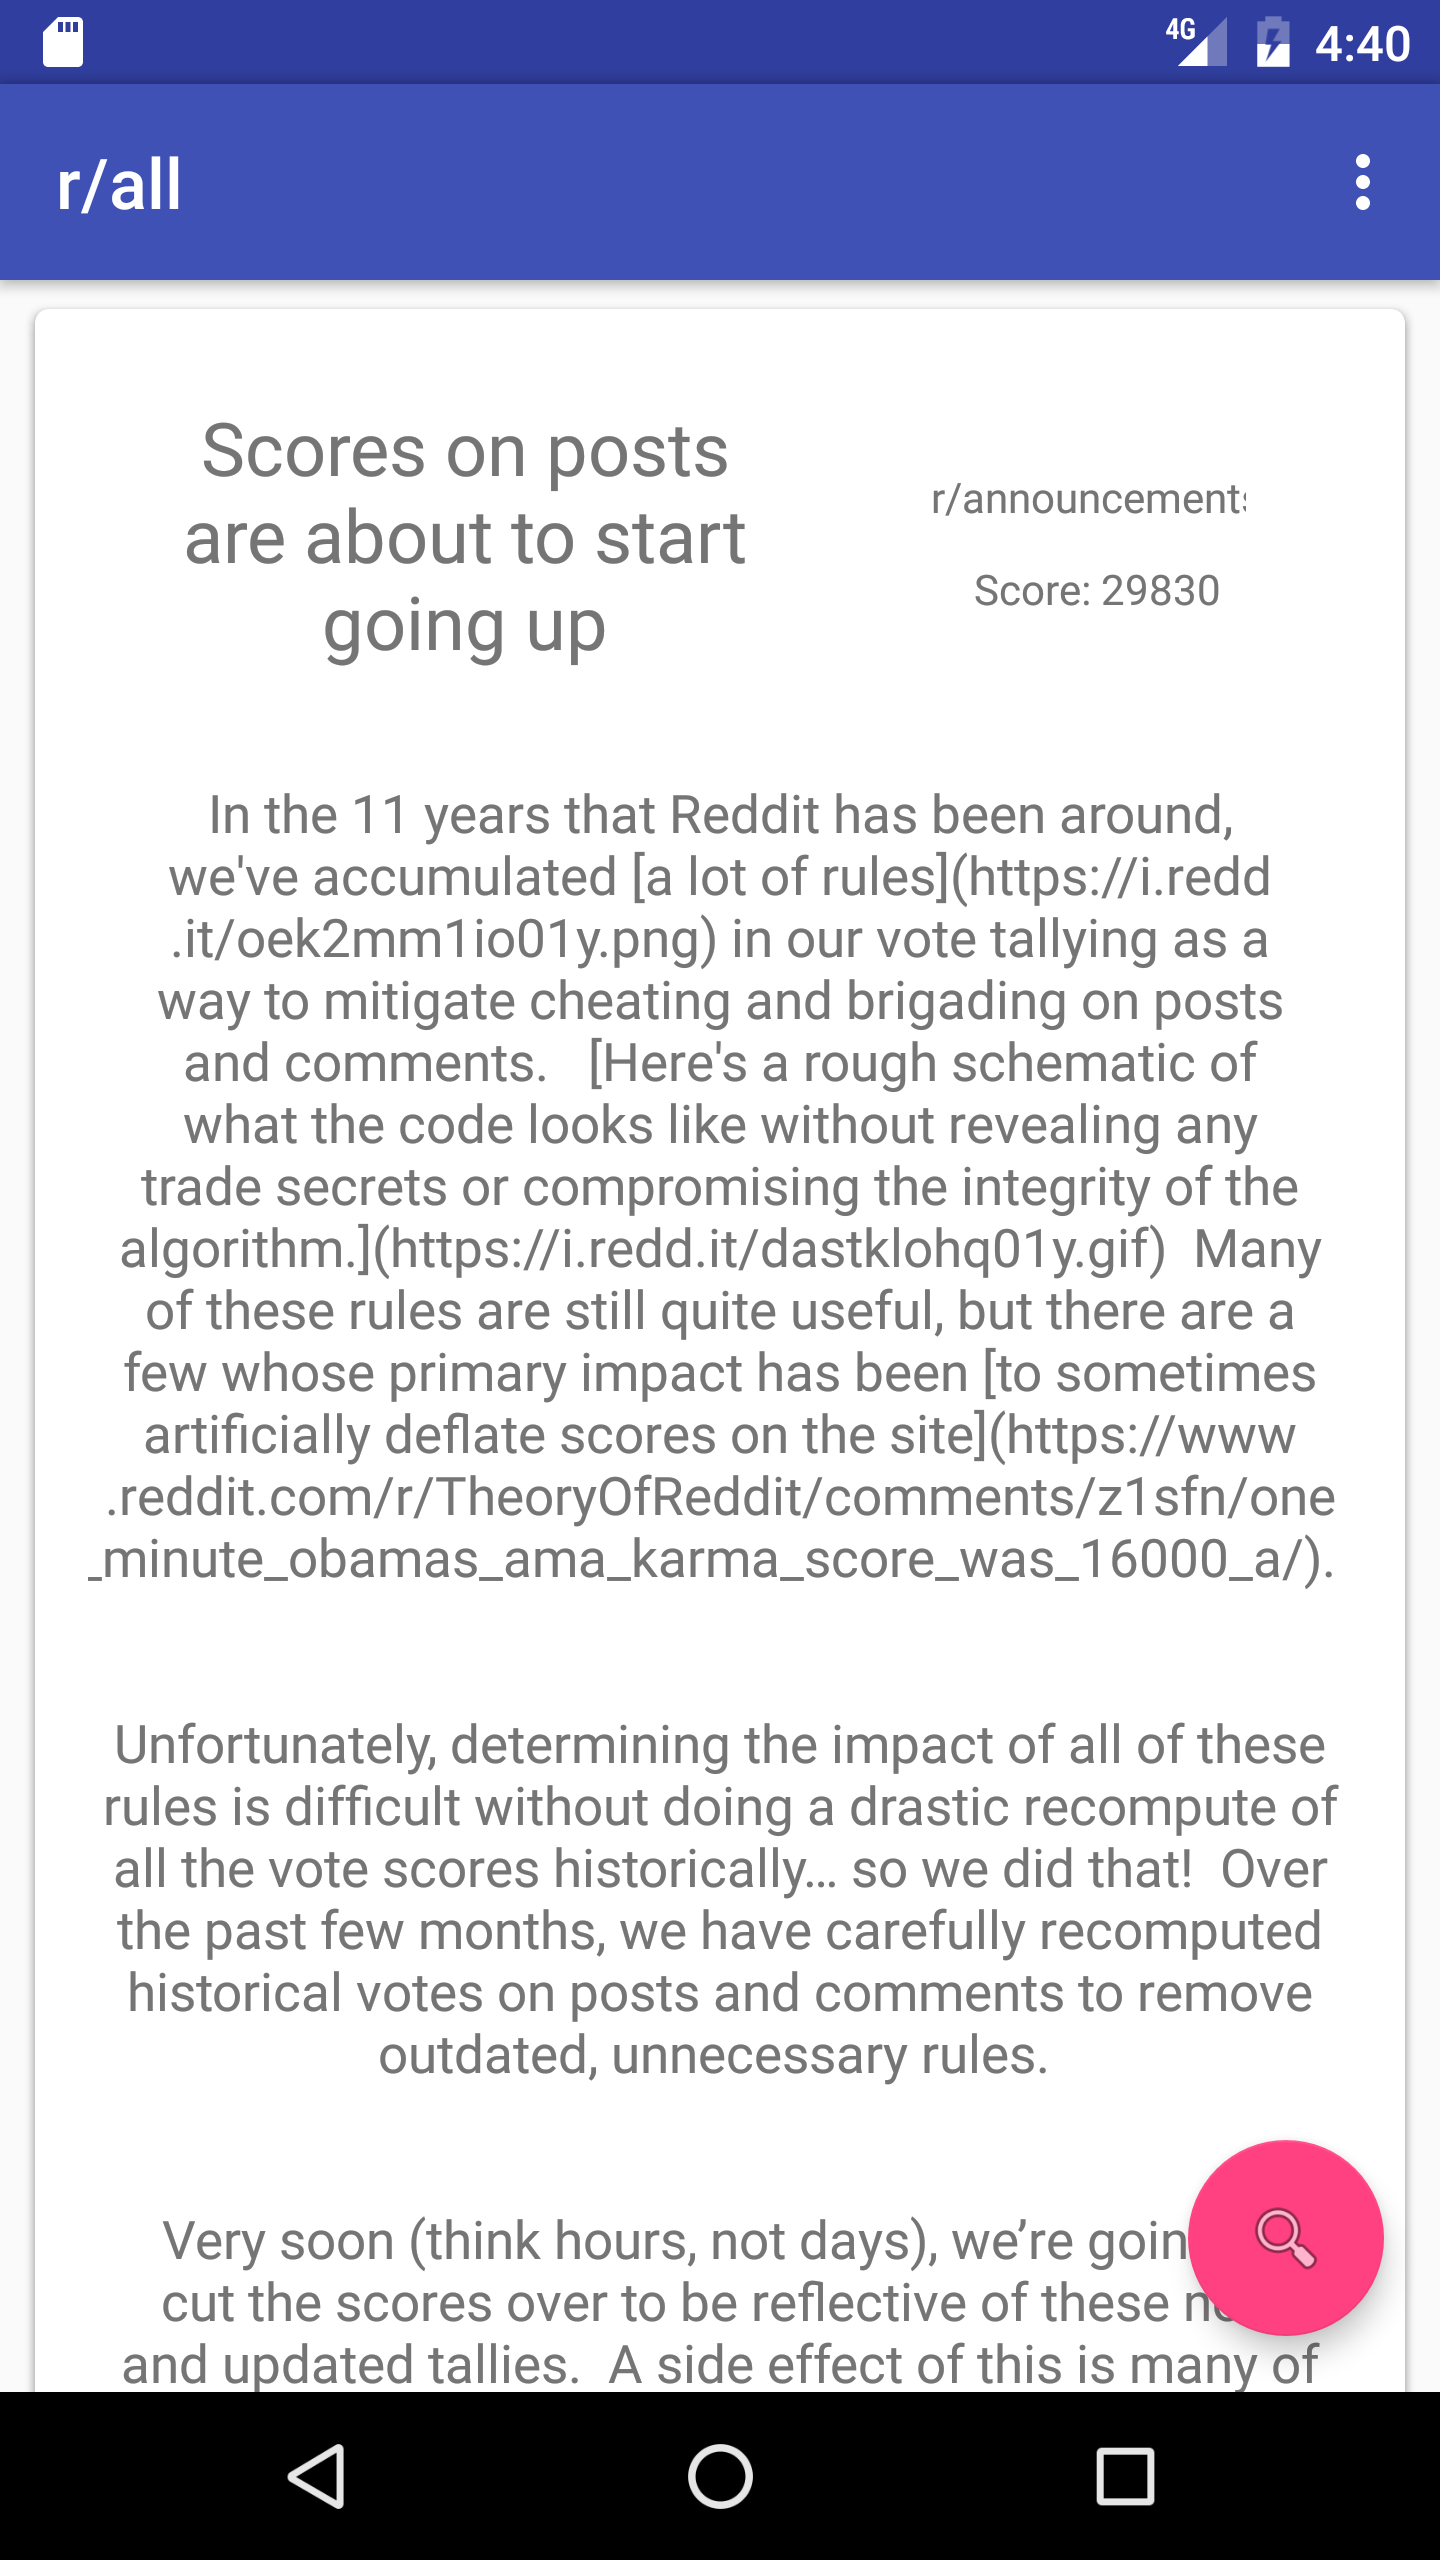 4G 4:40
r/all
Scores on posts
are about to start
going up
r/announcements
Score: 29830
In the 11 years that Reddit has been around,
we've accumulated [a lot of rules](https://i.redd
.it/oek2mm1io01y.png) in our vote tallying as a
way to mitigate cheating and brigading on posts
and comments.   [Here's a rough schematic of
what the code looks like without revealing any
trade secrets or compromising the integrity of the
algorithm.](https://i.redd.it/dastklohq01y.gif)  Many
of these rules are still quite useful, but there are a
few whose primary impact has been [to sometimes
artificially deflate scores on the site](https://www
.reddit.com/r/TheoryOfReddit/comments/z1sfn/one
_minute_obamas_ama_karma_score_was_16000_a/).
Unfortunately, determining the impact of all of these
rules is difficult without doing a drastic recompute of
all the vote scores historically… so we did that!  Over
the past few months, we have carefully recomputed
historical votes on posts and comments to remove
outdated, unnecessary rules.
Very soon (think hours, not days), we’re goin
cut the scores over to be reflective of these
and updated tallies.  A side effect of this is many of